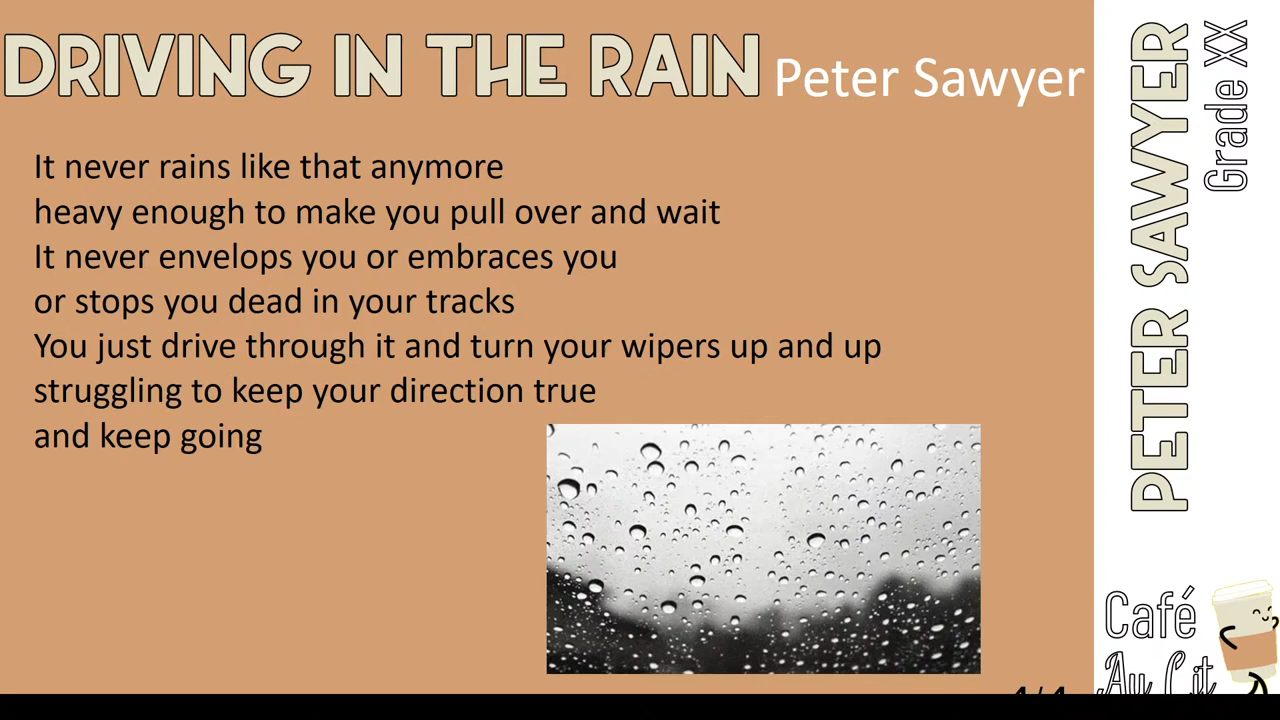 DRIVING IN THE RAIN Peter Sawyer
It never rains like that anymore
heavy enough to make you pull over and wait
It never envelops you or embraces you
or stops you dead in your tracks
You just drive through it and turn your wipers up and up
struggling to keep your direction true
and keep going
PETER SAWYER
Grade XX
Café
Au Lit